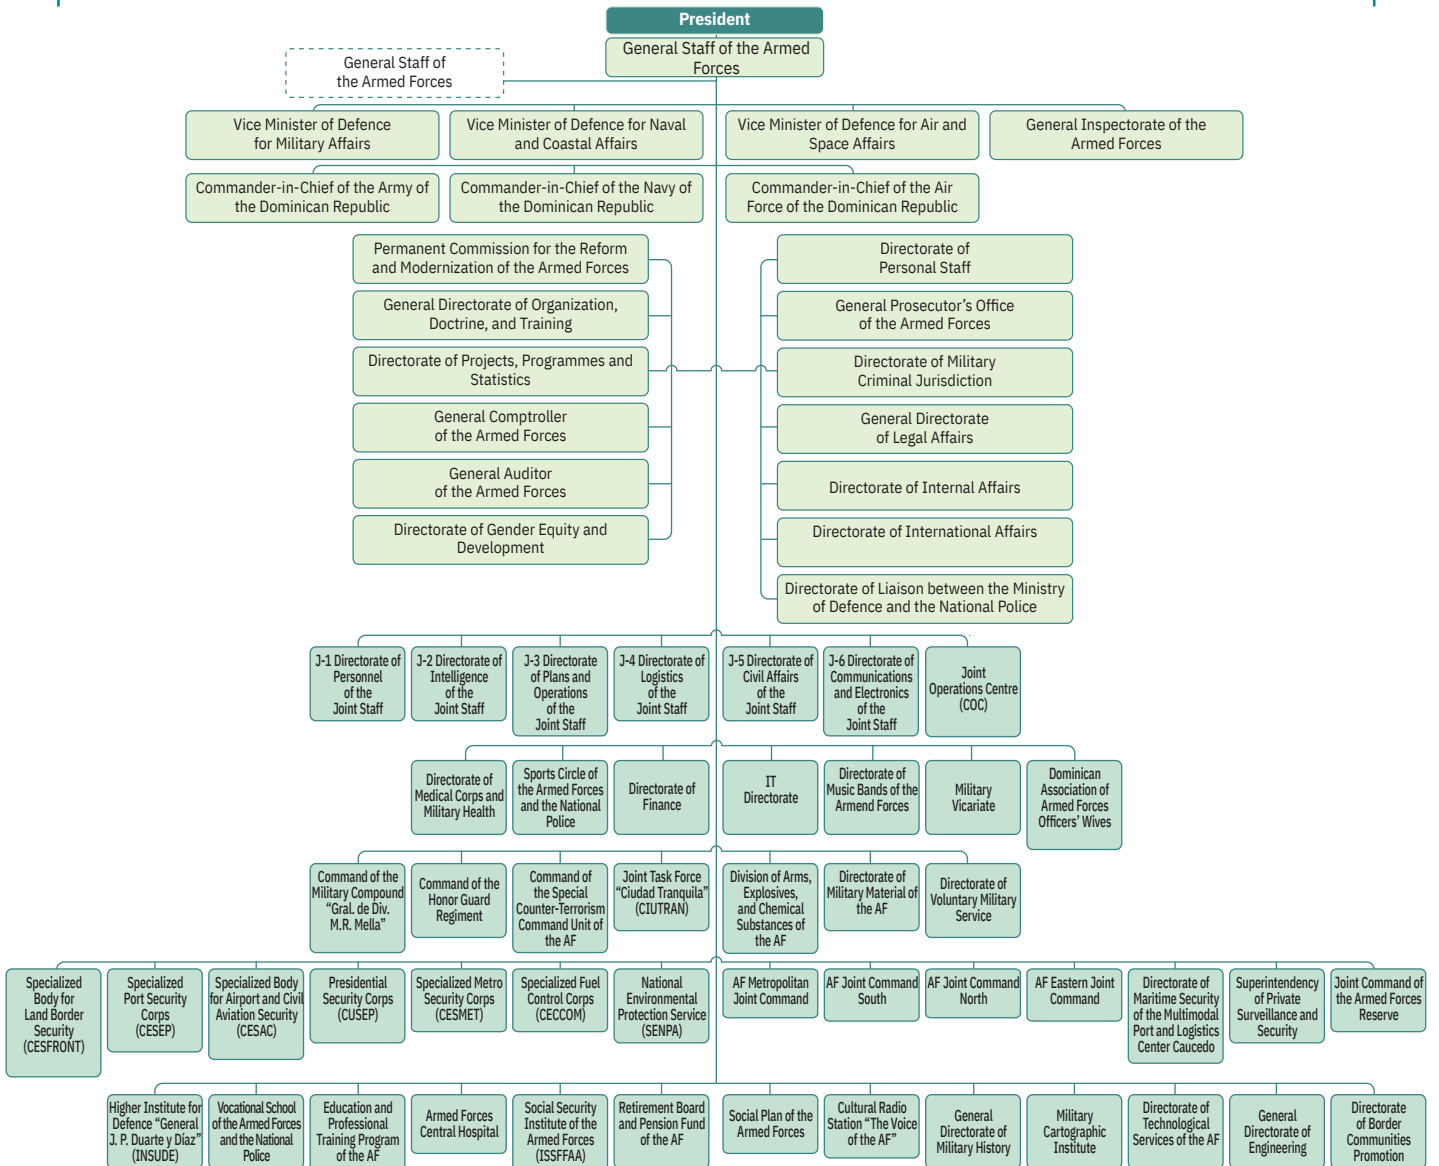 President
General Staff of the Armed
Forces
General Staff of
the Armed Forces
Vice Minister of Defence
for Military Affairs
Vice Minister of Defence for Naval
and Coastal Affairs
Vice Minister of Defence for Air and
Space Affairs
General Inspectorate of the
Armed Forces
Commander-in-Chief of the Army of
the Dominican Republic
Commander-in-Chief of the Navy of
the Dominican Republic
Commander-in-Chief of the Air
Force of the Dominican Republic
Permanent Commission for the Reform
and Modernization of the Armed Forces
General Directorate of Organization,
Doctrine, and Training
Directorate of Projects, Programmes and
Statistics
General Comptroller
of the Armed Forces
General Auditor
of the Armed Forces
Directorate of Gender Equity and
Development
Directorate of
Personal Staff
General Prosecutor’s Office
of the Armed Forces
Directorate of Military
Criminal Jurisdiction
General Directorate
of Legal Affairs
Directorate of Internal Affairs
Directorate of International Affairs
Directorate of Liaison between the Ministry
of Defence and the National Police
J-1 Directorate of
Personnel
of the
Joint Staff
J-2 Directorate of
Intelligence
of the
Joint Staff
J-3 Directorate
of Plans and
Operations
of the
Joint Staff
J-4 Directorate of
Logistics
of the
Joint Staff
J-5 Directorate of
Civil Affairs
of the
Joint Staff
J-6 Directorate of
Communications
and Electronics
of the
Joint Staff
Joint
Operations Centre
(COC)
Directorate of
Medical Corps and
Military Health
Sports Circle of
the Armed Forces
and the National
Police
Directorate of
Finance
IT
Directorate
Directorate of
Music Bands of the
Armend Forces
Military
Vicariate
Dominican
Association of
Armed Forces
Officers’ Wives
Command of the
Military Compound
“Gral. de Div.
M.R. Mella”
Command of the
Honor Guard
Regiment
Command of
the Special
Counter-Terrorism
Command Unit of
the AF
Joint Task Force
“Ciudad Tranquila”
(CIUTRAN)
Division of Arms,
Explosives,
and Chemical
Substances of
the AF
Directorate of
Military Material of
the AF
Directorate of
Voluntary Military
Service
Specialized
Body for
Land Border
Security
(CESFRONT)
Specialized
Port Security
Corps
(CESEP)
Specialized Body
for Airport and Civil
Aviation Security
(CESAC)
Presidential
Security Corps
(CUSEP)
Specialized Metro
Security Corps
(CESMET)
Specialized Fuel
Control Corps
(CECCOM)
National
Environmental
Protection Service
(SENPA)
AF Metropolitan
Joint Command
AF Joint Command
South
AF Joint Command
North
AF Eastern Joint
Command
Directorate of
Maritime Security
of the Multimodal
Port and Logistics
Center Caucedo
Superintendency
of Private
Surveillance and
Security
Joint Command of
the Armed Forces
Reserve
Higher Institute for
Defence “General
J. P. Duarte y Díaz”
(INSUDE)
Vocational School
of the Armed Forces
and the National
Police
Education and
Professional
Training Program
of the AF
Armed Forces
Central Hospital
Social Security
Institute of the
Armed Forces
(ISSFFAA)
Retirement Board
and Pension Fund
of the AF
Social Plan of the
Armed Forces
Cultural Radio
Station “The Voice
of the AF”
General
Directorate of
Military History
Military
Cartographic
Institute
Directorate of
Technological
Services of the AF
General
Directorate of
Engineering
Directorate
of Border
Communities
Promotion